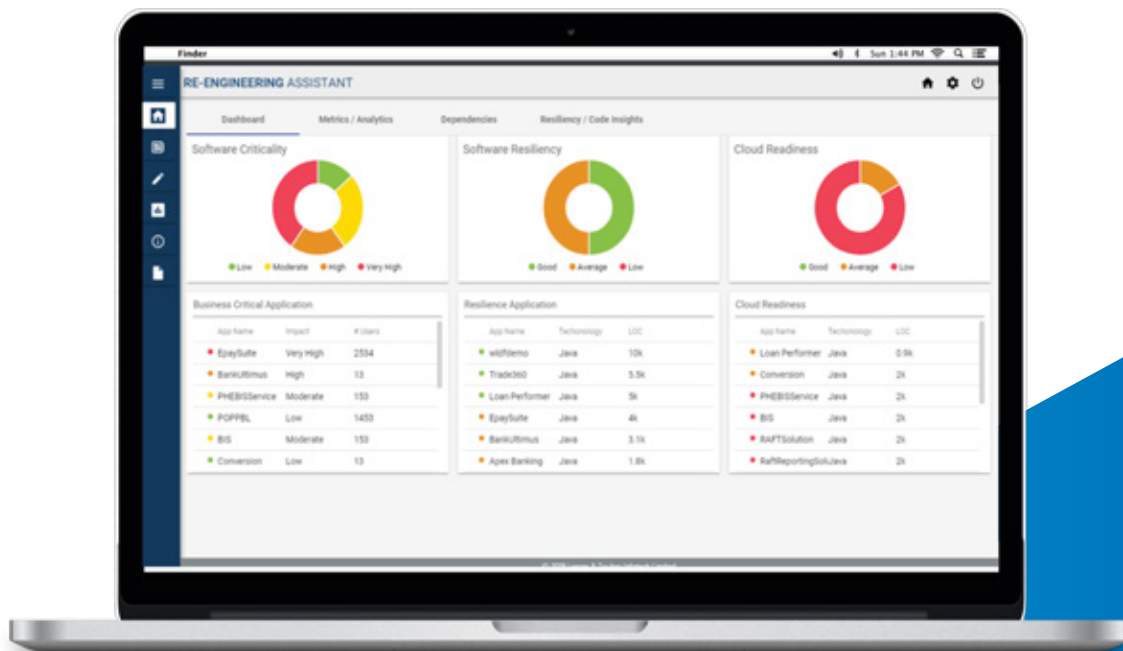 Finder
Sun 1:44 PM
RE-ENGINEERING ASSISTANT
Dashboard Metrics / Analytics Dependencies Resiliency / Code Insights
Software Criticality
Low Moderate High Very High
Software Resiliency
Good Average Low
Cloud Readiness
Good Average Low
Business Critical Application
App Name Impact # Users
EpaySuite Very High 2534
BankUltimus High 13
PHEBISService Moderate 153
POPPBL Low 1453
BIS Moderate 153
Conversion Low 13
Resilience Application
App Name Techonology LOC
Java 10k
Trade360 Java 5.5k
Loan Performer Java 5k
EpaySuite Java 4k
BankUltimus Java 3.1k
Apex Banking Java 1.8k
Cloud Readiness
App Name Techonology LOC
Loan Performer Java 0.9k
Conversion Java 2k
PHEBISService Java 2k
BIS Java 2k
RAFTSolution Java 2k
RaftReportingSoluJava 2k